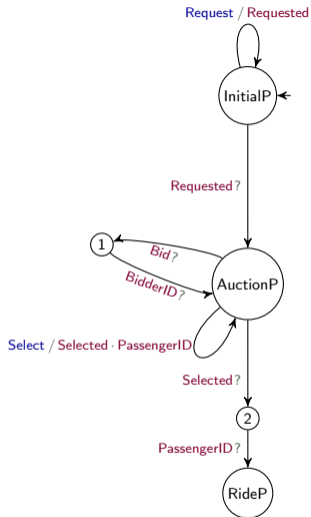 Request / Requested
InitialP
Requested?
1
Bid?
BidderID?
AuctionP
Select / Selected · PassengerID
Selected?
2
PassengerID?
RideP